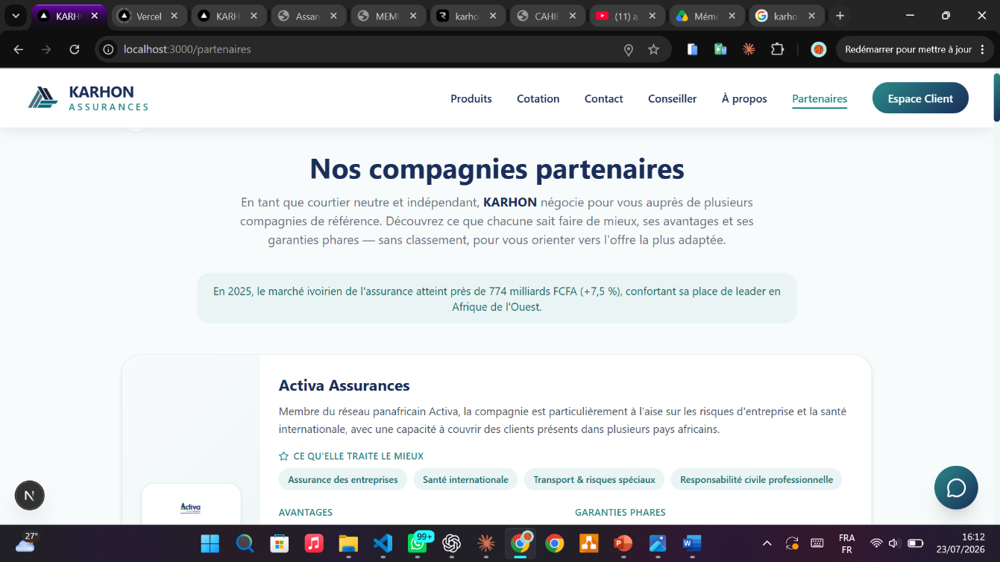 KARH
Vercel
KARH
Assan
MEM
karho
CAHI
(11) a
Mém
karho
localhost:3000/partenaires
Redémarrer pour mettre à jour
KARHON
ASSURANCES
Produits
Cotation
Contact
Conseiller
À propos
Partenaires
Espace Client
Nos compagnies partenaires
En tant que courtier neutre et indépendant, KARHON négocie pour vous auprès de plusieurs
compagnies de référence. Découvrez ce que chacune sait faire de mieux, ses avantages et ses
garanties phares — sans classement, pour vous orienter vers l'offre la plus adaptée.
En 2025, le marché ivoirien de l'assurance atteint près de 774 milliards FCFA (+7,5 %), confortant sa place de leader en
Afrique de l'Ouest.
Activa Assurances
Membre du réseau panafricain Activa, la compagnie est particulièrement à l'aise sur les risques d'entreprise et la santé
internationale, avec une capacité à couvrir des clients présents dans plusieurs pays africains.
CE QU'ELLE TRAITE LE MIEUX
Assurance des entreprises
Santé internationale
Transport & risques spéciaux
Responsabilité civile professionnelle
Activa
AVANTAGES
GARANTIES PHARES
N
27°
99+
FRA
FR
16:12
23/07/2026